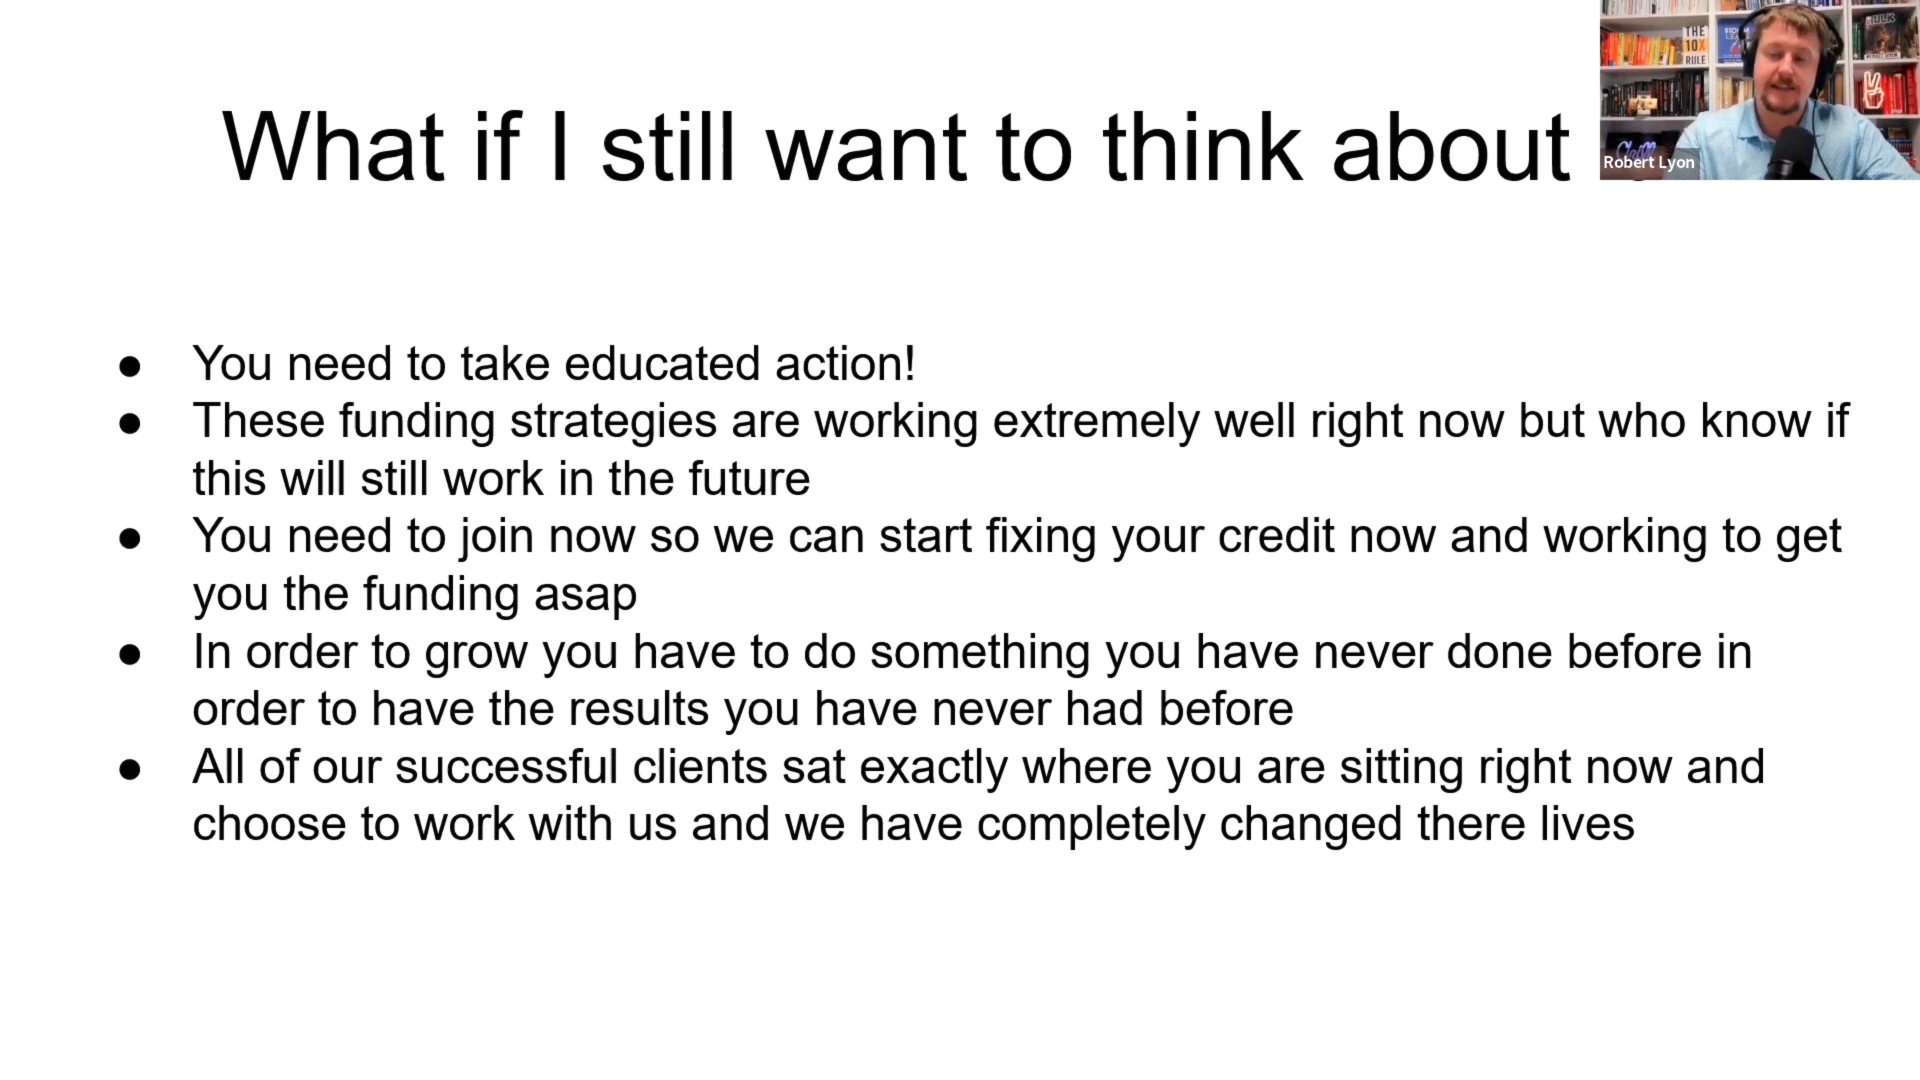 What if I still want to think about
THE
10X
RULE
HULK
Robert Lyon
● You need to take educated action!
● These funding strategies are working extremely well right now but who know if
this will still work in the future
● You need to join now so we can start fixing your credit now and working to get
you the funding asap
● In order to grow you have to do something you have never done before in
order to have the results you have never had before
● All of our successful clients sat exactly where you are sitting right now and
choose to work with us and we have completely changed there lives